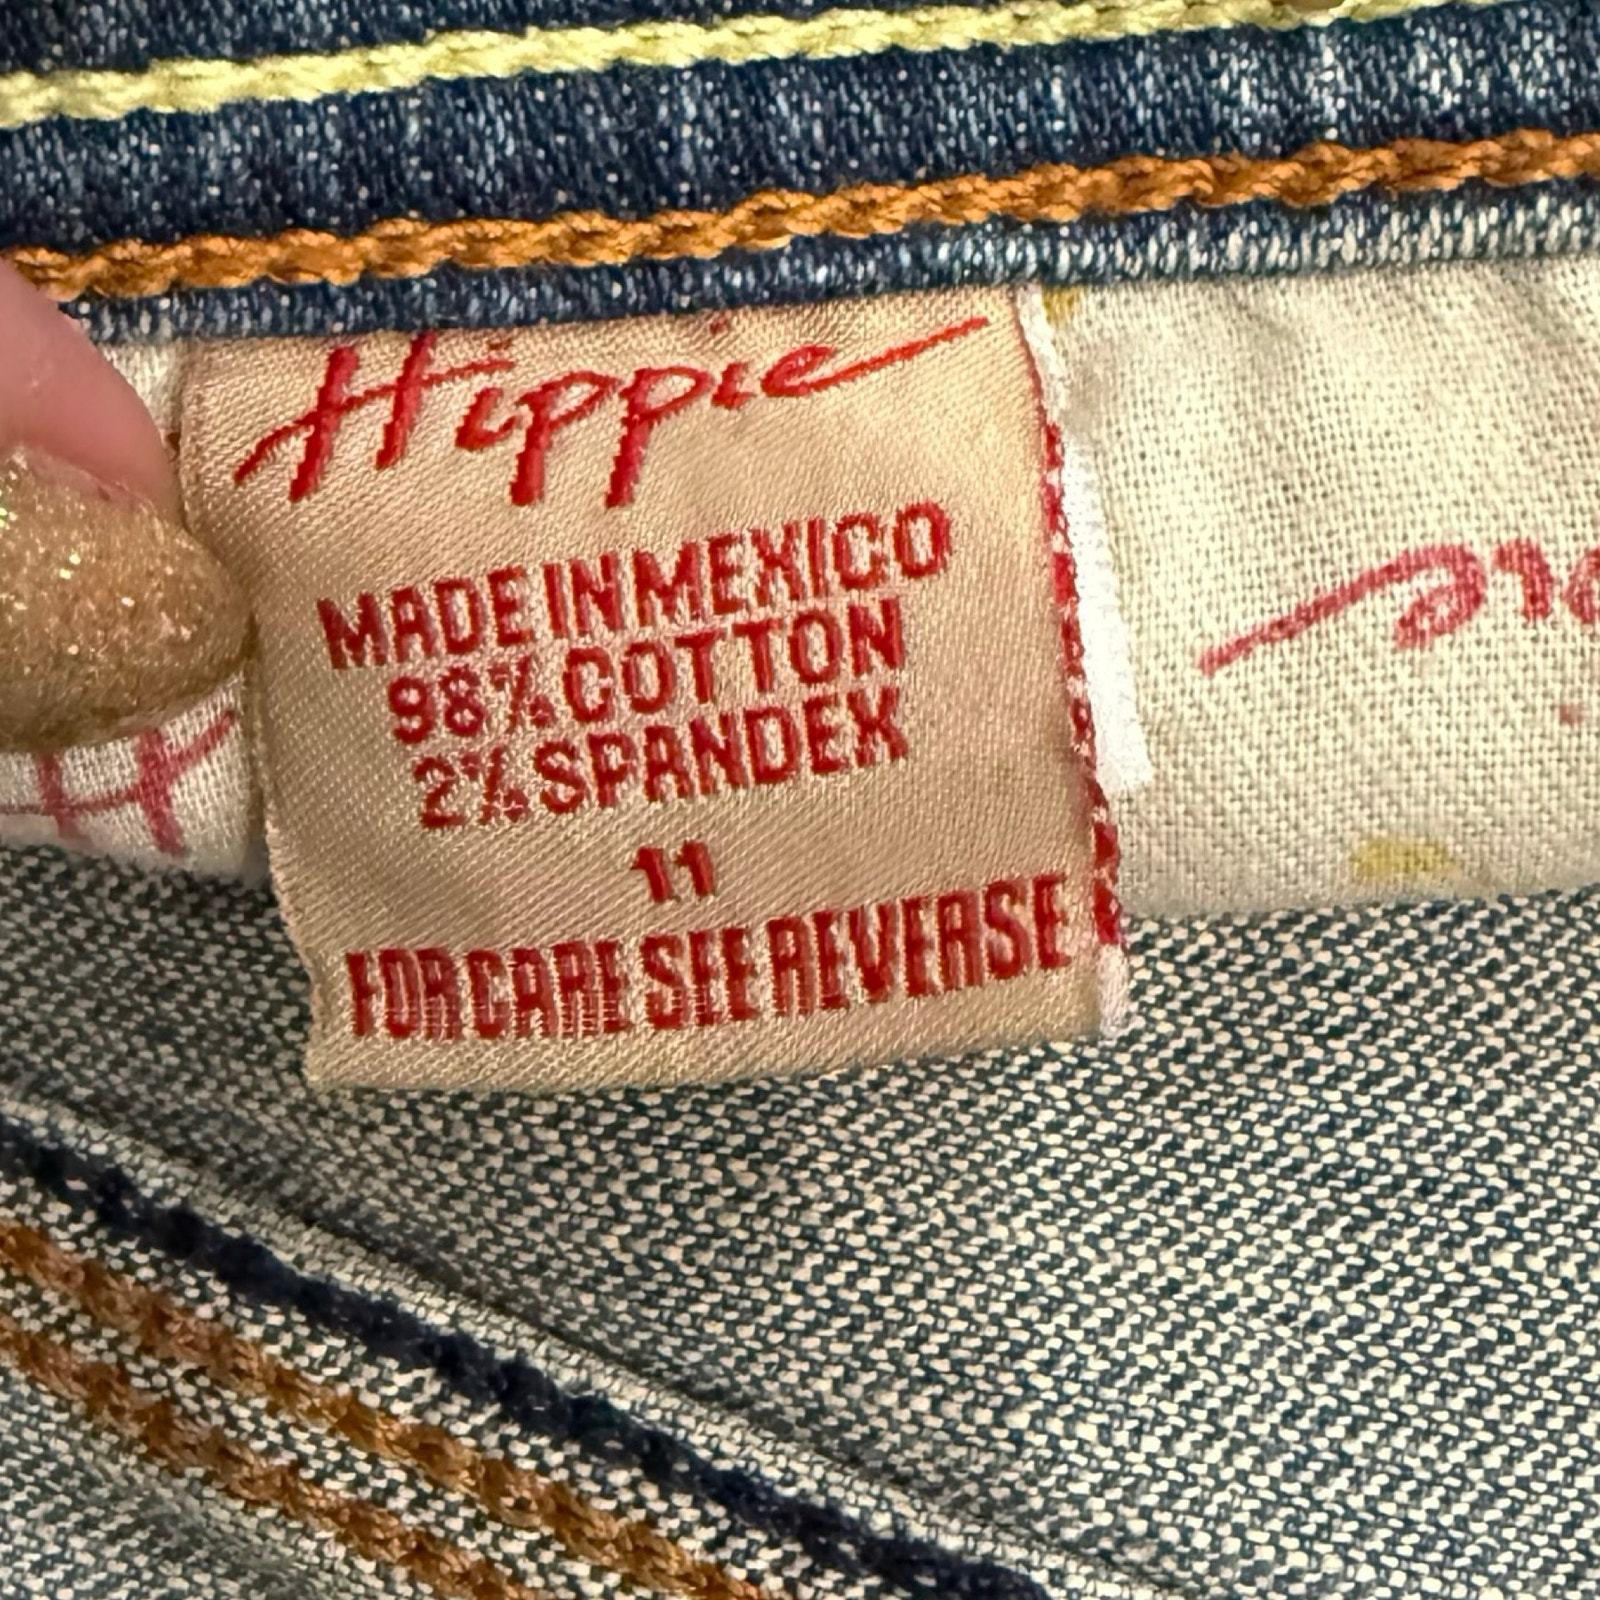 Hippie
MADE IN MEXICO
98% COTTON
2% SPANDEX
11
FOR CARE SEE REVERSE